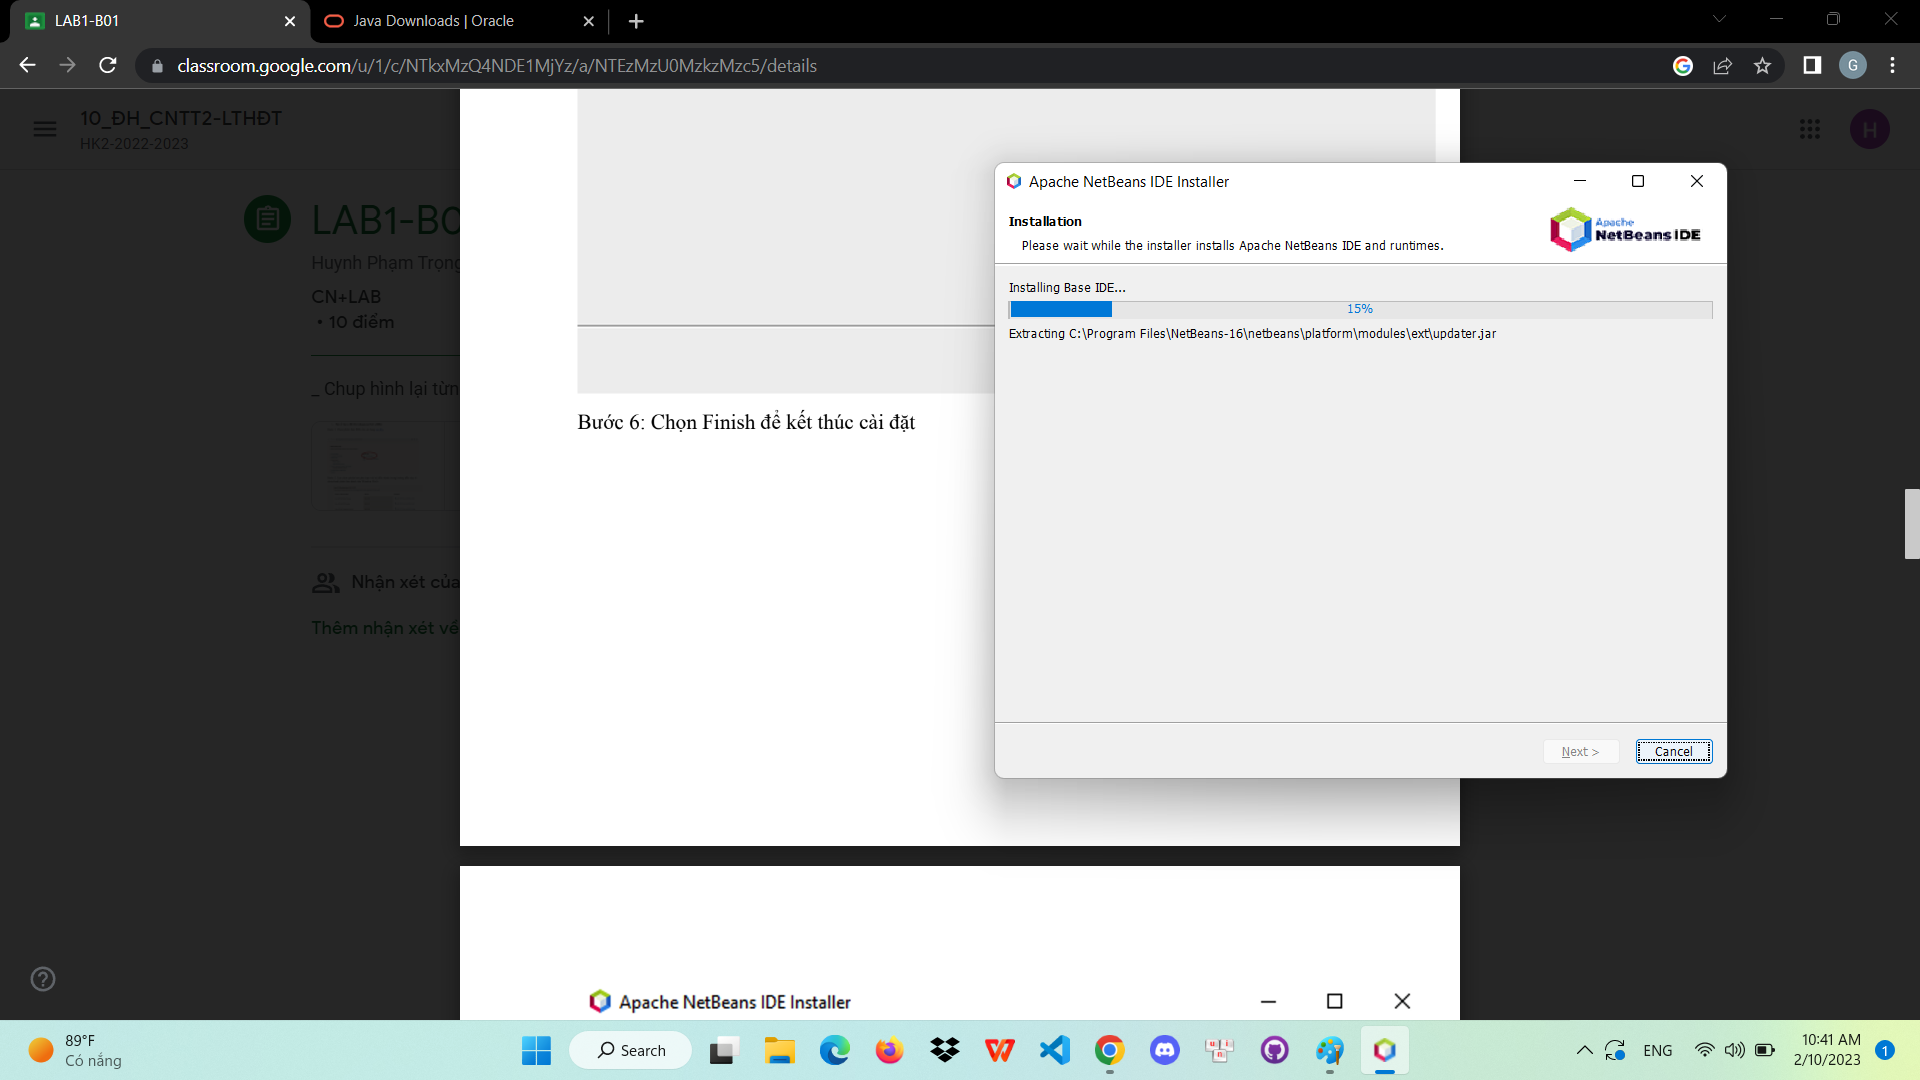 LAB1-B01
Java Downloads | Oracle
classroom.google.com/u/1/c/NTkxMzQ4NDE1MjYz/a/NTEzMzU0MzkzMzc5/details
G
10_ĐH_CNTT2-LTHĐT
HK2-2022-2023
H
LAB1-B0
Huynh Phạm Trọng
CN+LAB
• 10 điểm
_ Chup hình lại từn
Nhận xét của
Thêm nhận xét về
Bước 6: Chọn Finish để kết thúc cài đặt
Apache NetBeans IDE Installer
Installation
Please wait while the installer installs Apache NetBeans IDE and runtimes.
Apache
NetBeans IDE
Installing Base IDE...
15%
Extracting C:\Program Files\NetBeans-16\netbeans\platform\modules\ext\updater.jar
Next >
Cancel
Apache NetBeans IDE Installer
89°F
Có nắng
Search
ENG
10:41 AM
2/10/2023
1